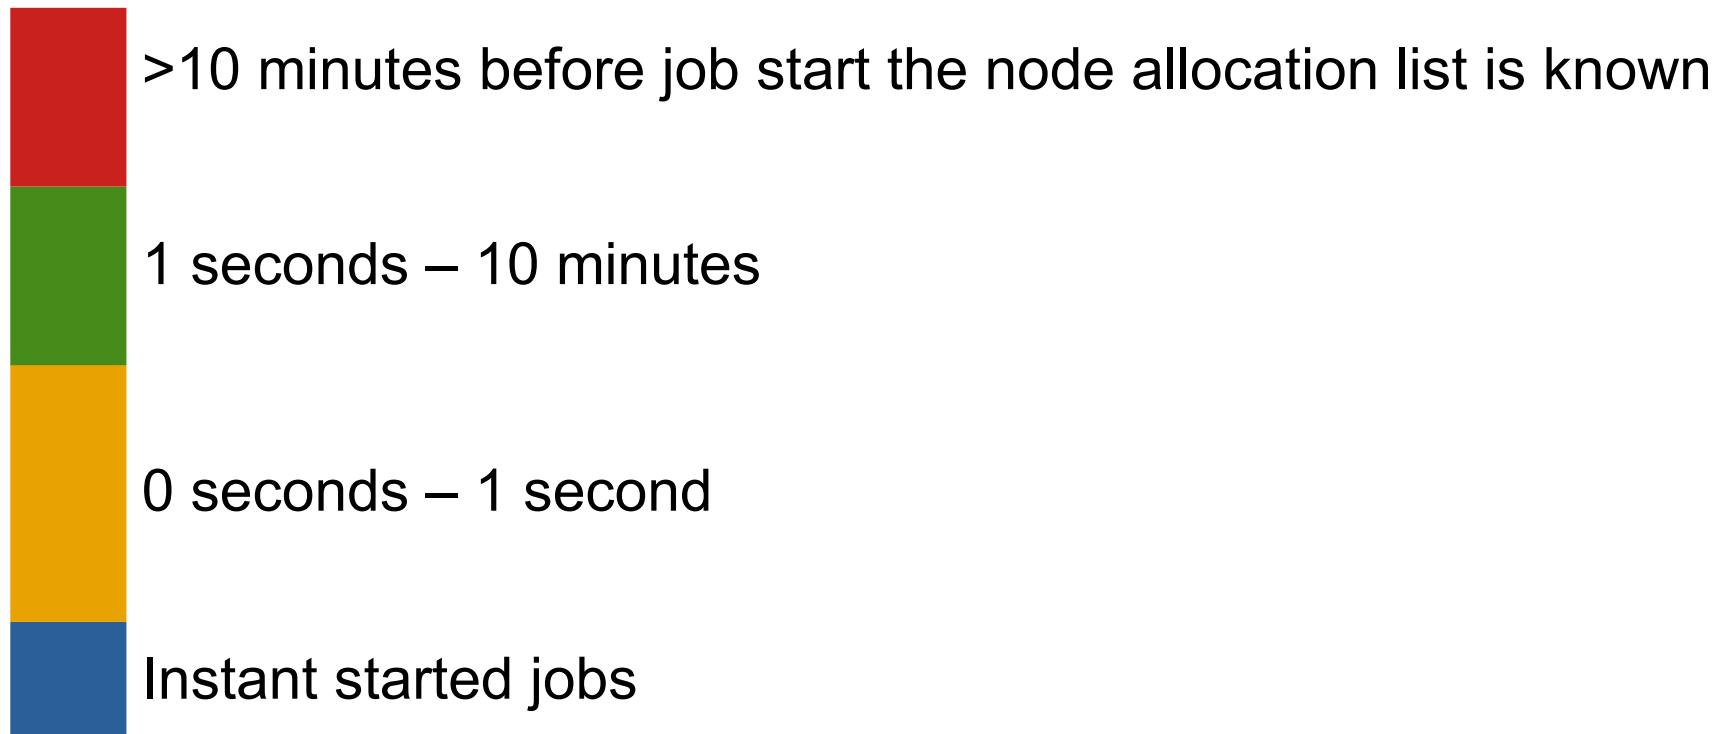 >10 minutes before job start the node allocation list is known
1 seconds – 10 minutes
0 seconds – 1 second
Instant started jobs